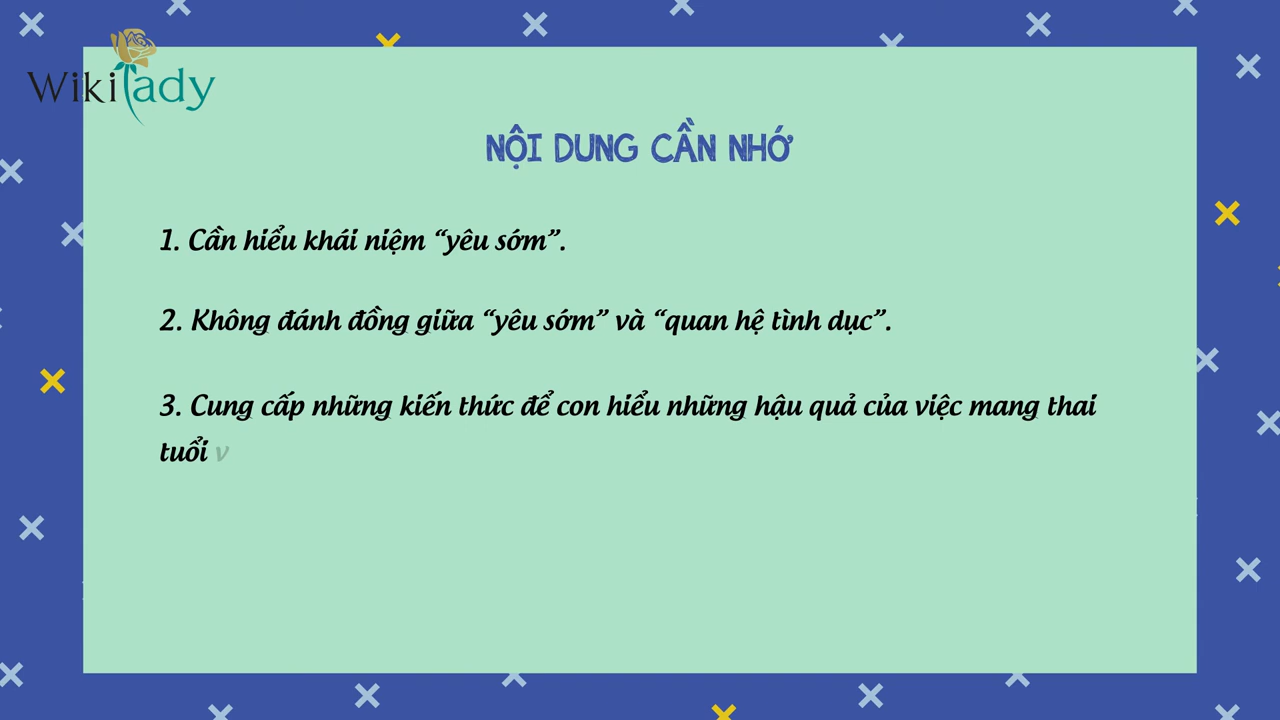 WikiLady
NỘI DUNG CẦN NHỚ
1. Cần hiểu khái niệm “yêu sớm”.
2. Không đánh đồng giữa “yêu sớm” và “quan hệ tình dục”.
3. Cung cấp những kiến thức để con hiểu những hậu quả của việc mang thai
tuổi v